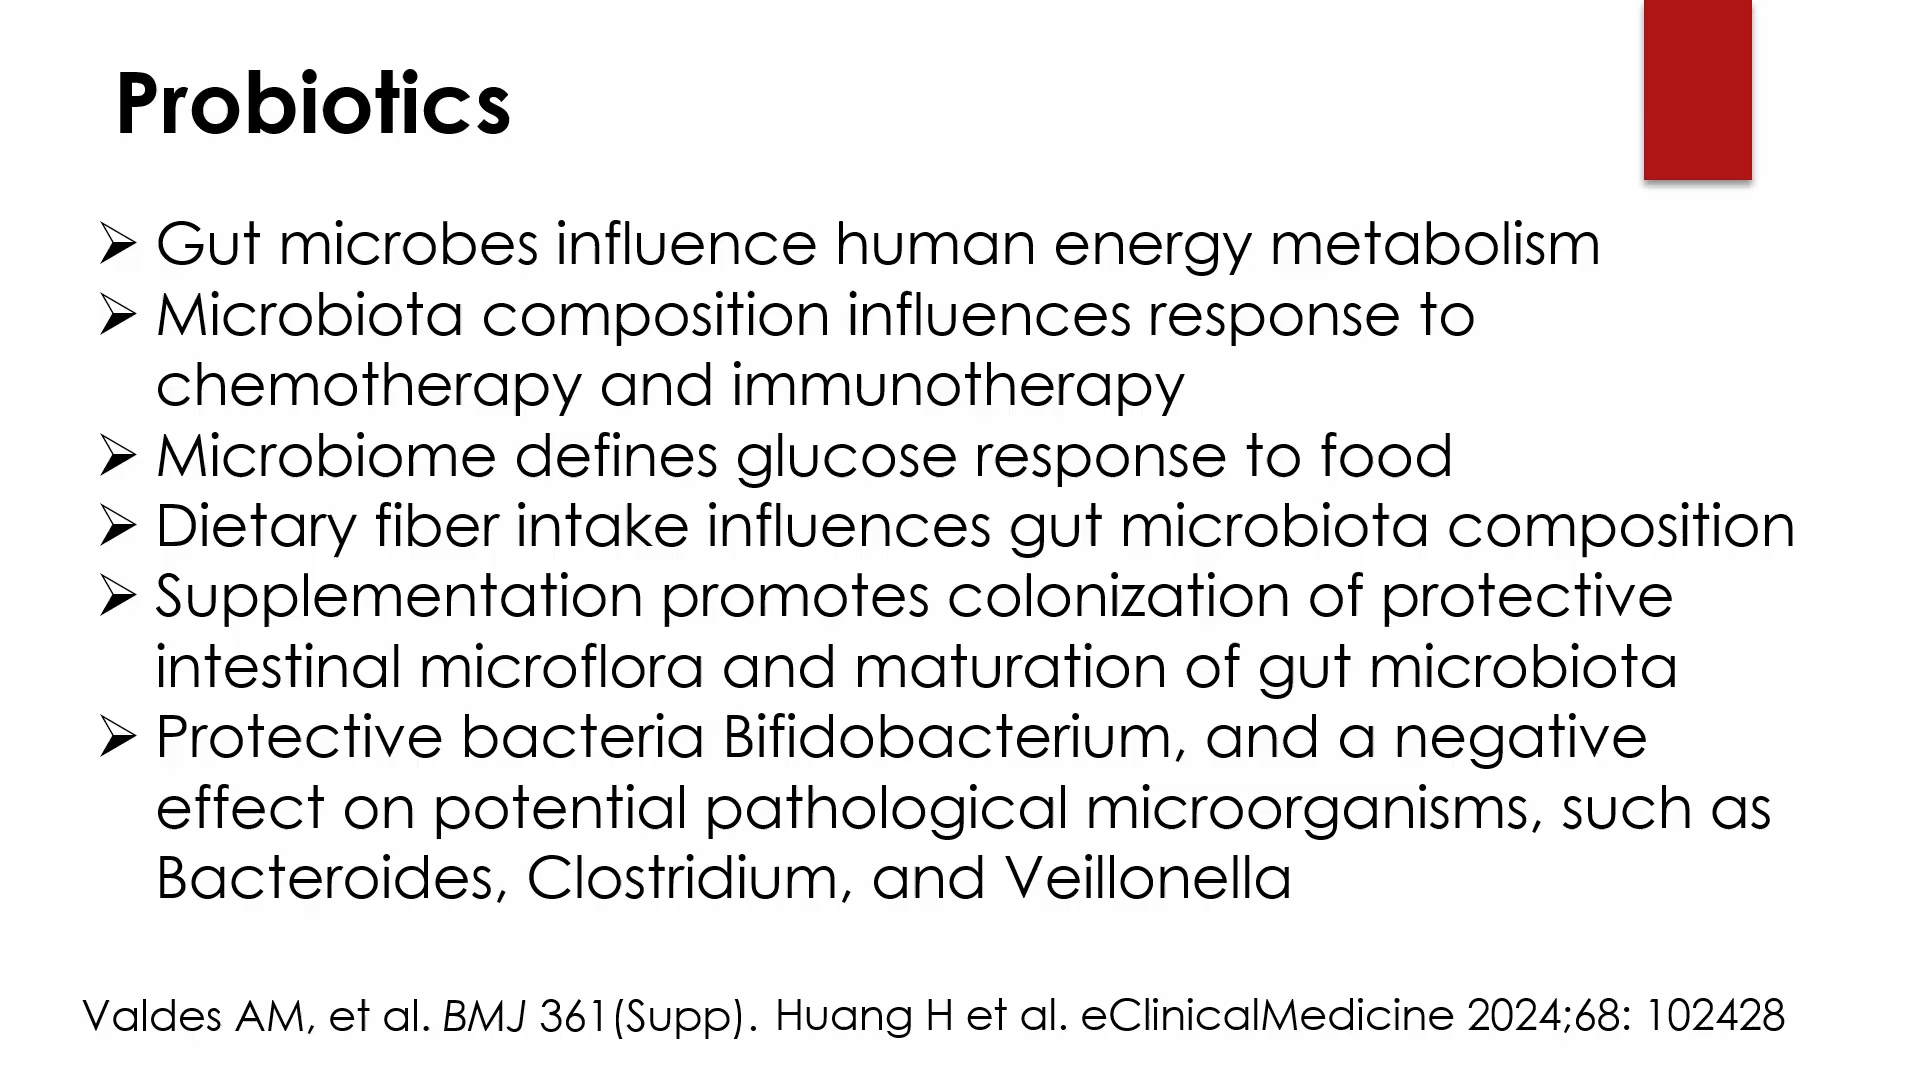 Probiotics
➢ Gut microbes influence human energy metabolism
➢ Microbiota composition influences response to
chemotherapy and immunotherapy
➢ Microbiome defines glucose response to food
➢ Dietary fiber intake influences gut microbiota composition
➢ Supplementation promotes colonization of protective
intestinal microflora and maturation of gut microbiota
➢ Protective bacteria Bifidobacterium, and a negative
effect on potential pathological microorganisms, such as
Bacteroides, Clostridium, and Veillonella
Valdes AM, et al. BMJ 361(Supp). Huang H et al. eClinicalMedicine 2024;68: 102428